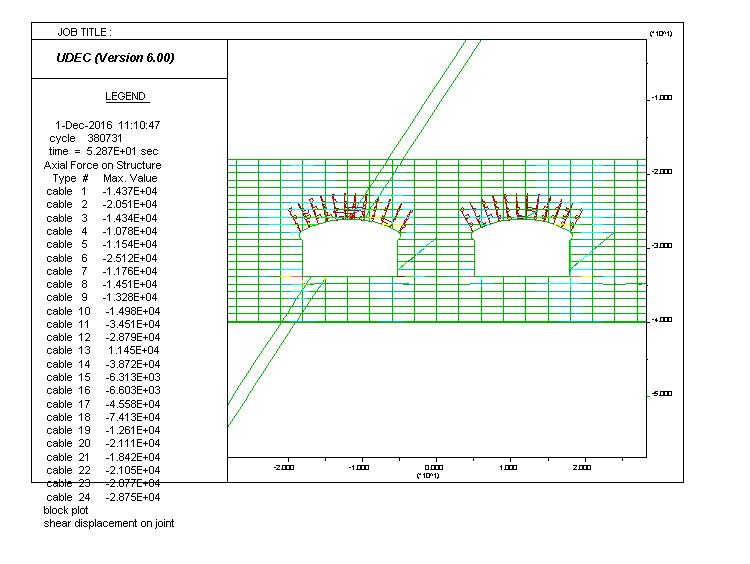 JOB TITLE :
(*10^1)
UDEC (Version 6.00)
LEGEND
1-Dec-2016 11:10:47
cycle 380731
time = 5.287E+01 sec
Axial Force on Structure
Type # Max. Value
cable 1 -1.437E+04
cable 2 -2.051E+04
cable 3 -1.434E+04
cable 4 -1.078E+04
cable 5 -1.154E+04
cable 6 -2.512E+04
cable 7 -1.176E+04
cable 8 -1.451E+04
cable 9 -1.328E+04
cable 10 -1.498E+04
cable 11 -3.451E+04
cable 12 -2.879E+04
cable 13 1.145E+04
cable 14 -3.872E+04
cable 15 -6.313E+03
cable 16 -6.603E+03
cable 17 -4.558E+04
cable 18 -7.413E+04
cable 19 -1.261E+04
cable 20 -2.111E+04
cable 21 -1.842E+04
cable 22 -2.105E+04
cable 23 -2.077E+04
cable 24 -2.875E+04
block plot
shear displacement on joint
-1.000
-2.000
-3.000
-4.000
-5.000
-2.000 -1.000 0.000 1.000 2.000
(*10^1)